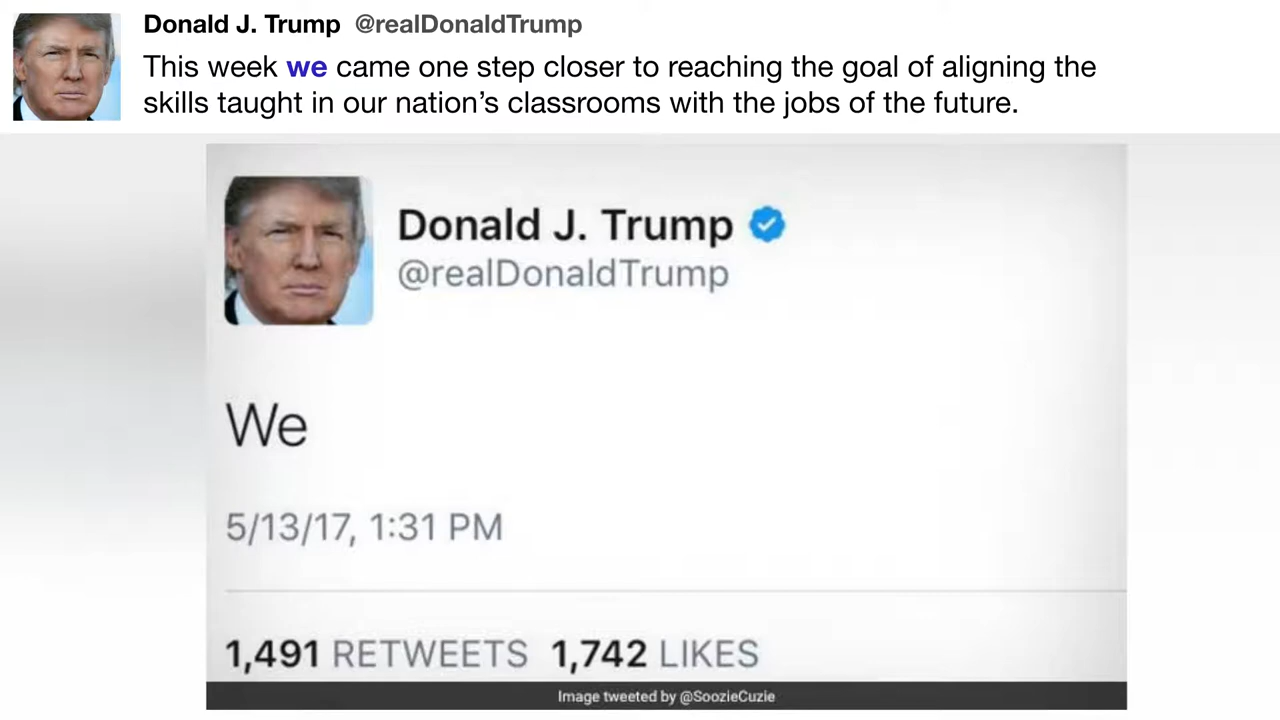 Donald J. Trump @realDonaldTrump
This week we came one step closer to reaching the goal of aligning the
skills taught in our nation’s classrooms with the jobs of the future.
Donald J. Trump
@realDonaldTrump
We
5/13/17, 1:31 PM
1,491 RETWEETS 1,742 LIKES
Image tweeted by @SoozieCuzie